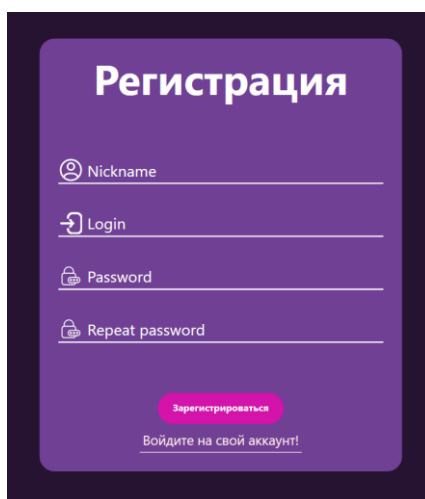 Регистрация
Nickname
Login
Password
Repeat password
Зарегистрироваться
Войдите на свой аккаунт!